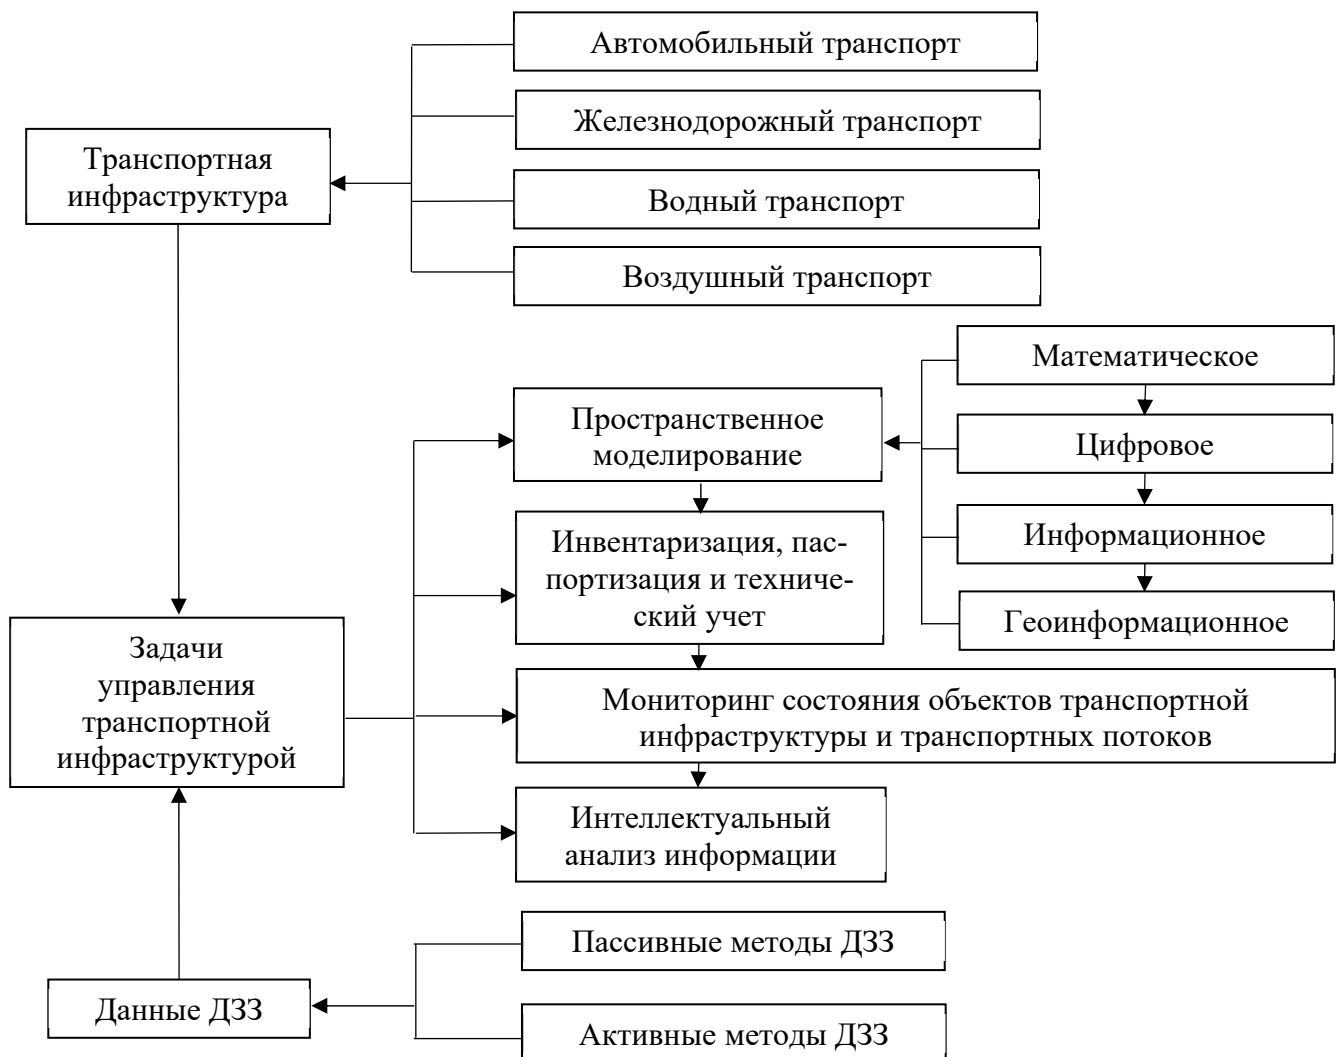 Автомобильный транспорт
Железнодорожный транспорт
Транспортная
инфраструктура
Водный транспорт
Воздушный транспорт
Математическое
Пространственное
моделирование
Цифровое
Информационное
Инвентаризация, пас-
портизация и техниче-
ский учет
Геоинформационное
Задачи
управления
транспортной
инфраструктурой
Мониторинг состояния объектов транспортной
инфраструктуры и транспортных потоков
Интеллектуальный
анализ информации
Пассивные методы ДЗЗ
Данные ДЗЗ
Активные методы ДЗЗ